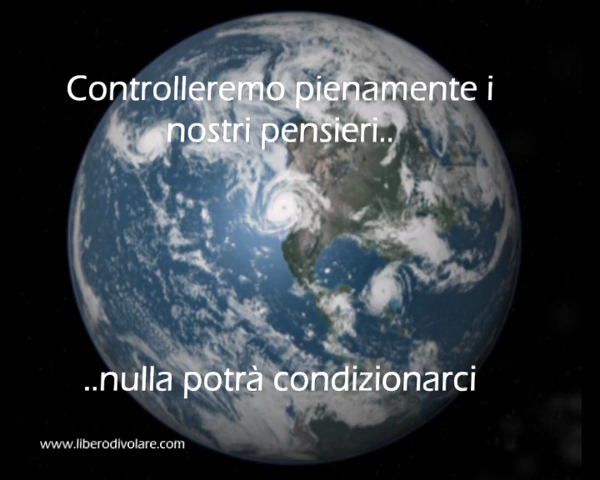 Controlleremo pienamente i
nostri pensieri..
..nulla potrà condizionarci
www.liberodivolare.com